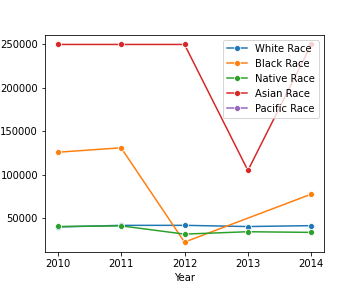 250000
200000
150000
100000
50000
White Race
Black Race
Native Race
Asian Race
Pacific Race
2010 2011 2012 2013 2014
Year